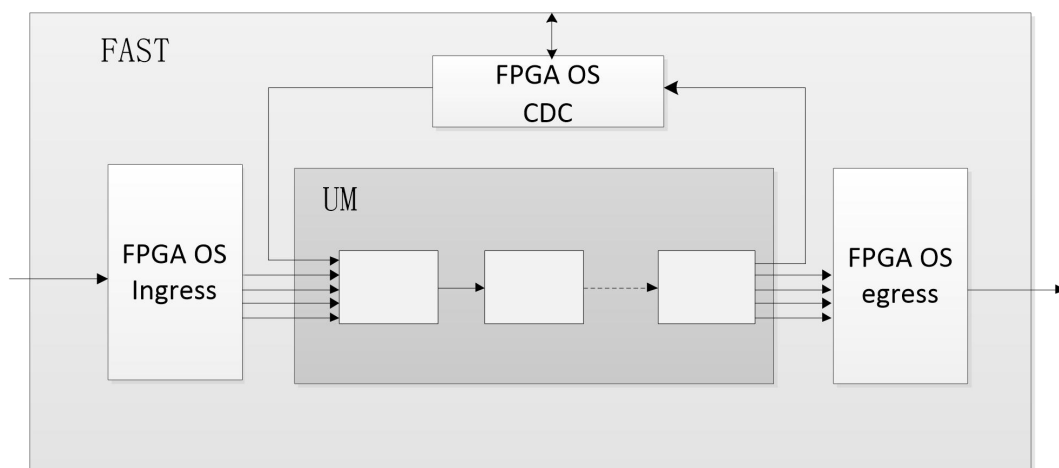 FAST
FPGA OS
CDC
UM
FPGA OS
Ingress
FPGA OS
egress